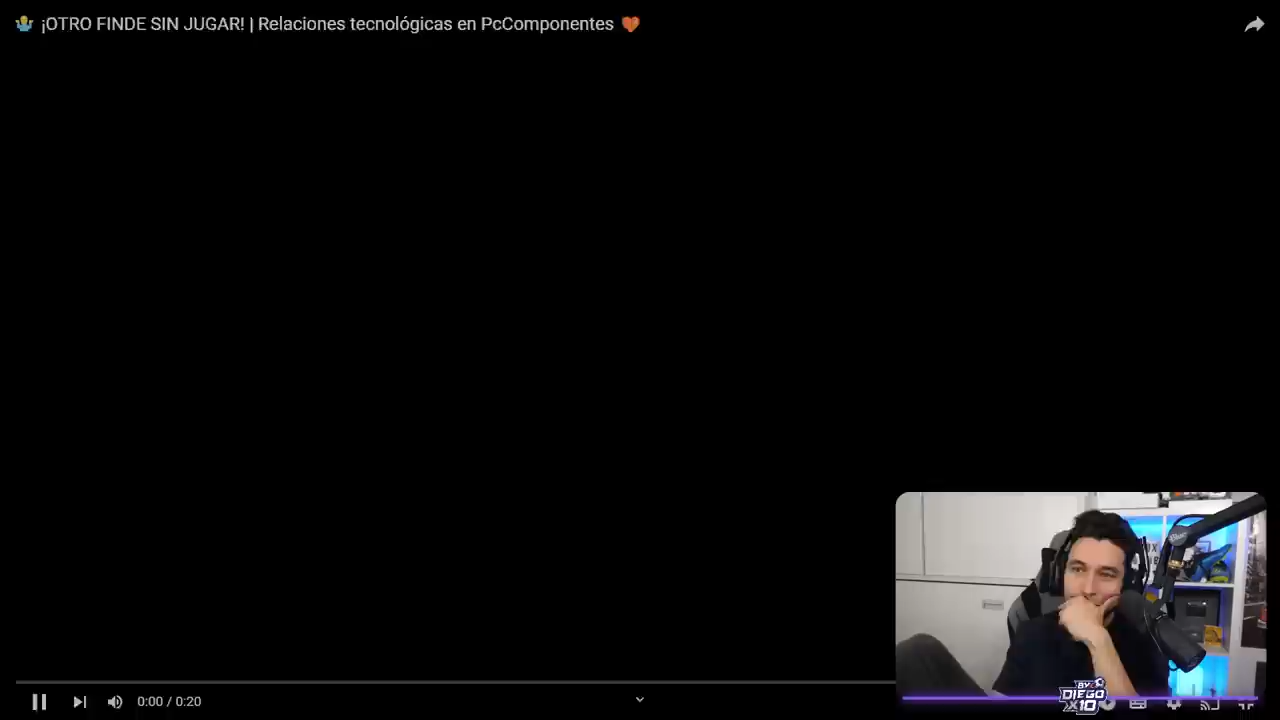 ¡OTRO FINDE SIN JUGAR! | Relaciones tecnológicas en PcComponentes
0:00 / 0:20
BY
DIEGO
X10